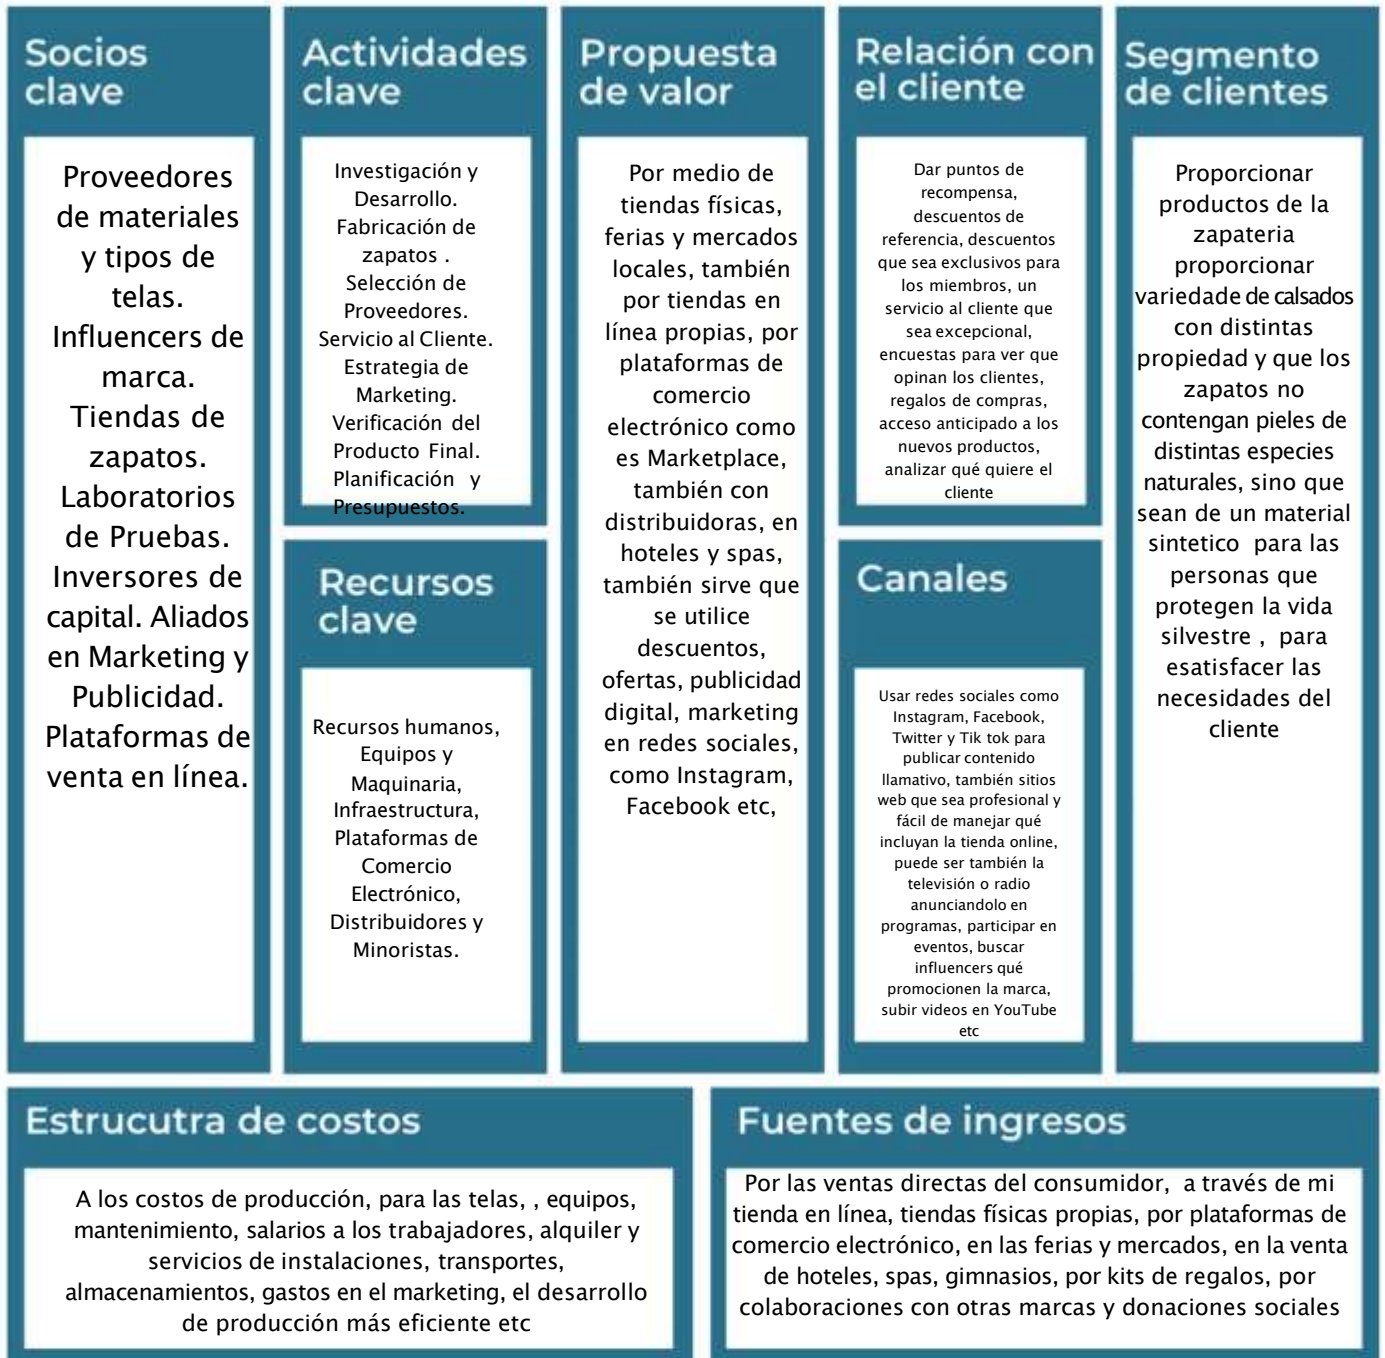 Socios
clave
Proveedores
de materiales
y tipos de
telas.
Influencers de
marca.
Tiendas de
zapatos.
Laboratorios
de Pruebas.
Inversores de
capital. Aliados
en Marketing y
Publicidad.
Plataformas de
venta en línea.
Actividades
clave
Investigación y
Desarrollo.
Fabricación de
zapatos .
Selección de
Proveedores.
Servicio al Cliente.
Estrategia de
Marketing.
Verificación del
Producto Final.
Planificación y
Presupuestos.
Recursos
clave
Recursos humanos,
Equipos y
Maquinaria,
Infraestructura,
Plataformas de
Comercio
Electrónico,
Distribuidores y
Minoristas.
Propuesta
de valor
Por medio de
tiendas físicas,
ferias y mercados
locales, también
por tiendas en
línea propias, por
plataformas de
comercio
electrónico como
es Marketplace,
también con
distribuidoras, en
hoteles y spas,
también sirve que
se utilice
descuentos,
ofertas, publicidad
digital, marketing
en redes sociales,
como Instagram,
Facebook etc,
Relación con
el cliente
Dar puntos de
recompensa,
descuentos de
referencia, descuentos
que sea exclusivos para
los miembros, un
servicio al cliente que
sea excepcional,
encuestas para ver que
opinan los clientes,
regalos de compras,
acceso anticipado a los
nuevos productos,
analizar qué quiere el
cliente
Canales
Usar redes sociales como
Instagram, Facebook,
Twitter y Tik tok para
publicar contenido
llamativo, también sitios
web que sea profesional y
fácil de manejar qué
incluyan la tienda online,
puede ser también la
televisión o radio
anunciandolo en
programas, participar en
eventos, buscar
influencers qué
promocionen la marca,
subir videos en YouTube
etc
Segmento
de clientes
Proporcionar
productos de la
zapateria
proporcionar
variedade de calsados
con distintas
propiedad y que los
zapatos no
contengan pieles de
distintas especies
naturales, sino que
sean de un material
sintetico para las
personas que
protegen la vida
silvestre , para
esatisfacer las
necesidades del
cliente
Estrucutra de costos
A los costos de producción, para las telas, , equipos,
mantenimiento, salarios a los trabajadores, alquiler y
servicios de instalaciones, transportes,
almacenamientos, gastos en el marketing, el desarrollo
de producción más eficiente etc
Fuentes de ingresos
Por las ventas directas del consumidor, a través de mi
tienda en línea, tiendas físicas propias, por plataformas de
comercio electrónico, en las ferias y mercados, en la venta
de hoteles, spas, gimnasios, por kits de regalos, por
colaboraciones con otras marcas y donaciones sociales